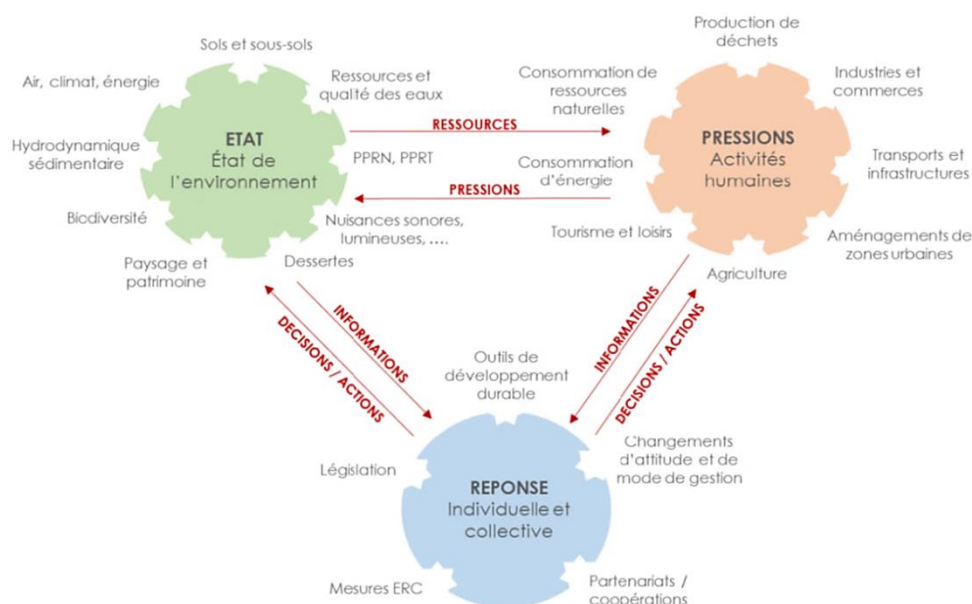 Sols et sous-sols
Air, climat, énergie
Ressources et
qualité des eaux
Hydrodynamique
sédimentaire
ETAT
État de
l'environnement
PPRN, PPRT
Biodiversité
Nuisances sonores,
lumineuses, ....
Paysage et
patrimoine
Dessertes
RESSOURCES
PRESSIONS
Production de
déchets
Consommation de
ressources
naturelles
Industries et
commerces
PRESSIONS
Activités
humaines
Consommation
d'énergie
Transports et
infrastructures
Tourisme et loisirs
Aménagements de
zones urbaines
Agriculture
DECISIONS / ACTIONS
INFORMATIONS
INFORMATIONS
DECISIONS / ACTIONS
Outils de
développement
durable
Législation
Changements
d'attitude et de
mode de gestion
REPONSE
Individuelle et
collective
Mesures ERC
Partenariats /
coopérations